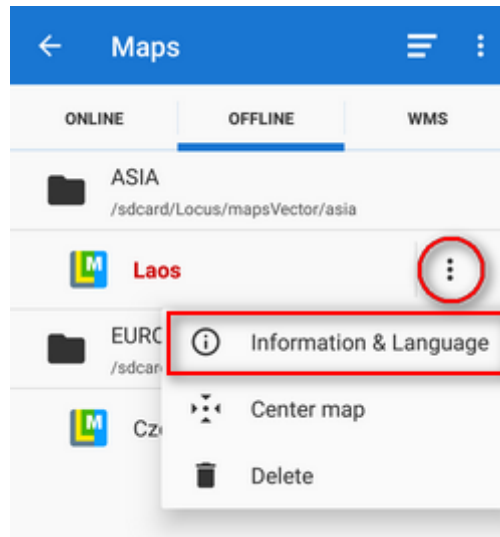 Maps
ONLINE OFFLINE WMS
ASIA
/sdcard/Locus/mapsVector/asia
M Laos
Information & Language
Center map
M
Delete